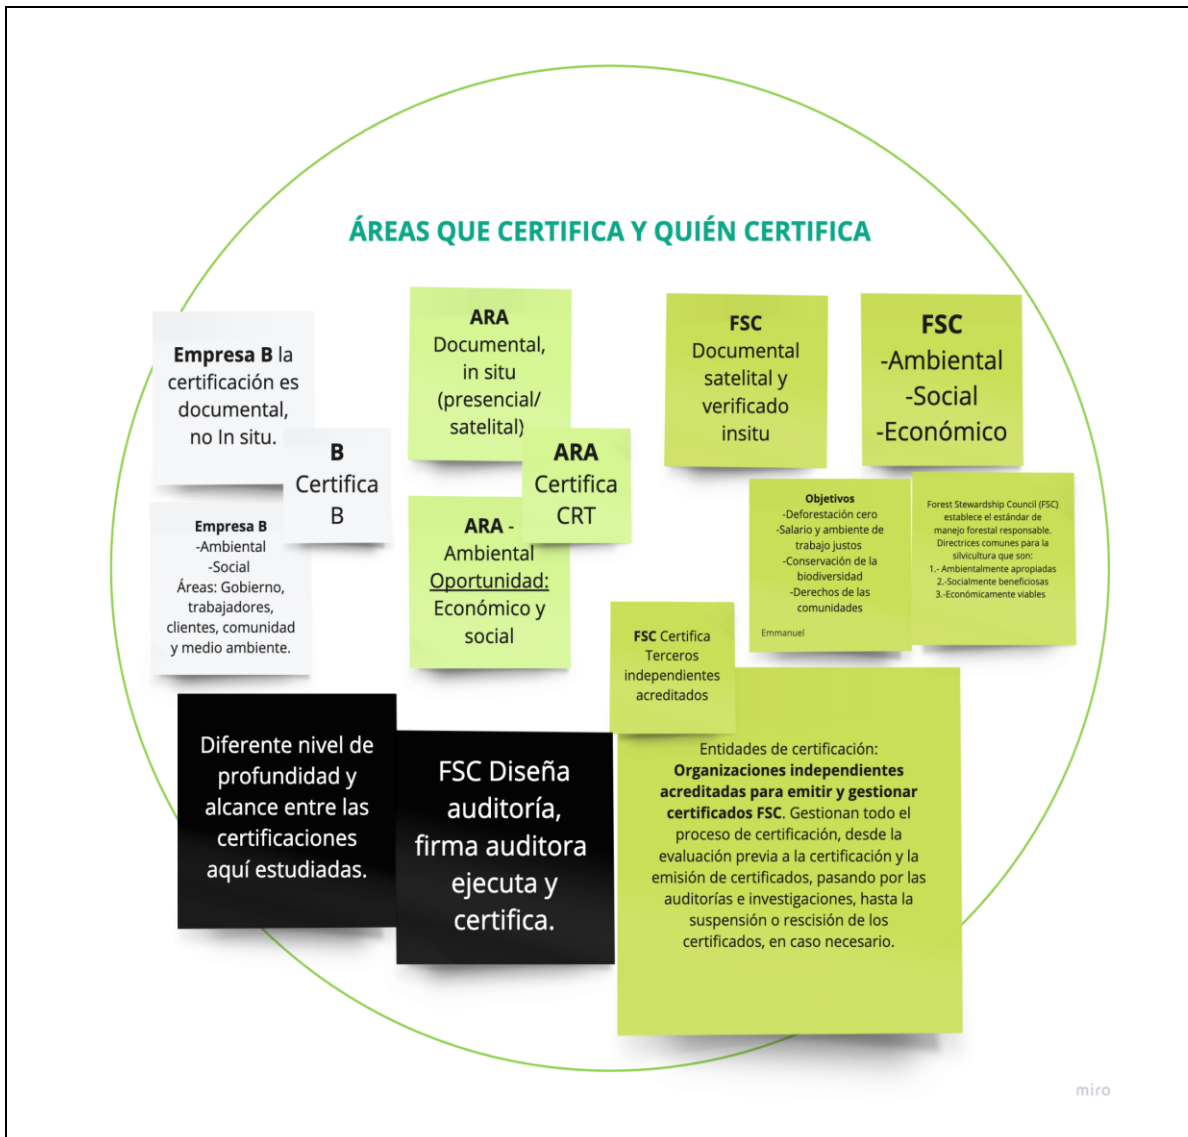 ÁREAS QUE CERTIFICA Y QUIÉN CERTIFICA
Empresa B la
certificación es
documental,
no In situ.
B
Certifica
B
Empresa B
-Ambiental
-Social
Áreas: Gobierno,
trabajadores,
clientes, comunidad
y medio ambiente.
ARA
Documental,
in situ
(presencial/
satelital)
ARA
Certifica
CRT
ARA -
Ambiental
Oportunidad:
Económico y
social
FSC
Documental
satelital y
verificado
insitu
FSC
-Ambiental
-Social
-Económico
Objetivos
-Deforestación cero
-Salario y ambiente de
trabajo justos
-Conservación de la
biodiversidad
-Derechos de las
comunidades
Emmanuel
Forest Stewardship Council (FSC)
establece el estándar de
manejo forestal responsable.
Directrices comunes para la
silvicultura que son:
1.- Ambientalmente apropiadas
2.-Socialmente beneficiosas
3.-Económicamente viables
FSC Certifica
Terceros
independientes
acreditados
Diferente nivel de
profundidad y
alcance entre las
certificaciones
aquí estudiadas.
FSC Diseña
auditoría,
firma auditora
ejecuta y
certifica.
Entidades de certificación:
Organizaciones independientes
acreditadas para emitir y gestionar
certificados FSC. Gestionan todo el
proceso de certificación, desde la
evaluación previa a la certificación y la
emisión de certificados, pasando por las
auditorías e investigaciones, hasta la
suspensión o rescisión de los
certificados, en caso necesario.
miro